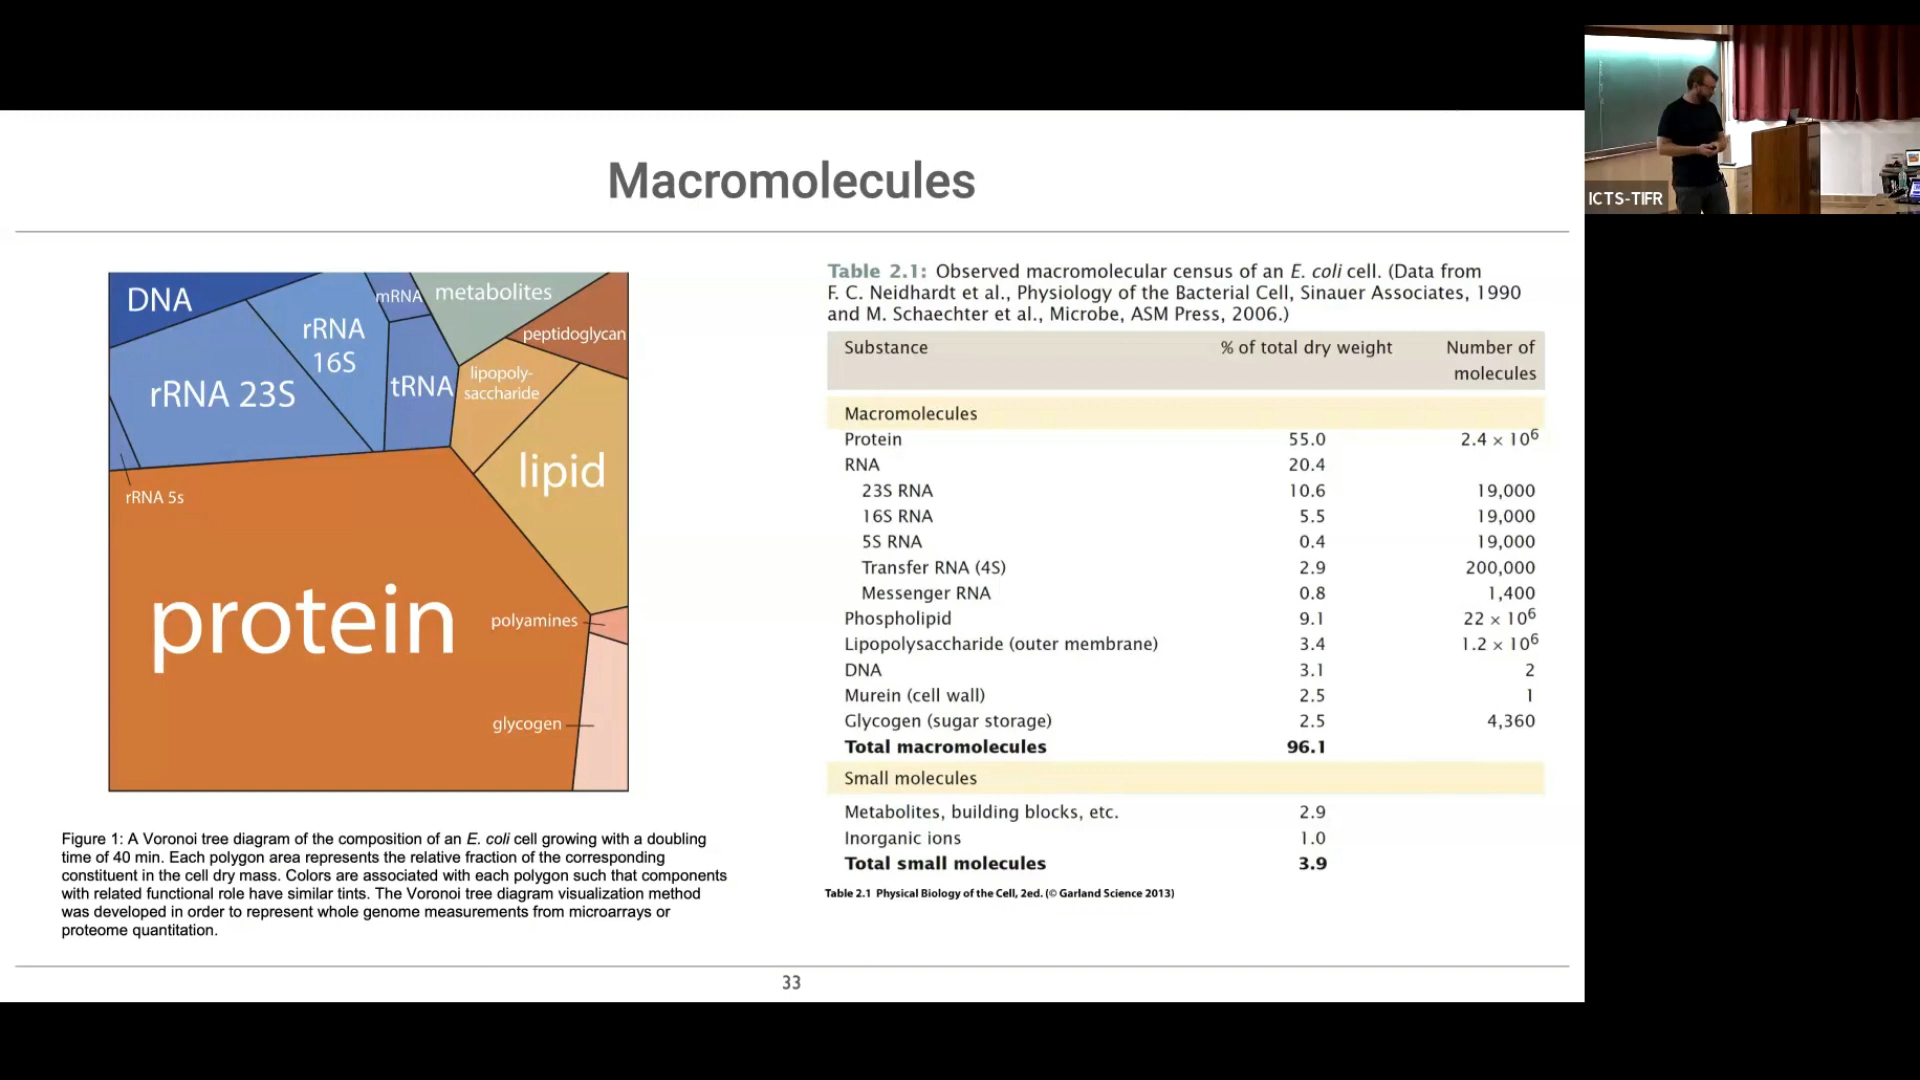 Macromolecules
DNA
mRNA
metabolites
rRNA
16S
peptidoglycan
rRNA 23S
tRNA
lipopoly-
saccharide
lipid
rRNA 5s
protein
polyamines
glycogen
Figure 1: A Voronoi tree diagram of the composition of an E. coli cell growing with a doubling
time of 40 min. Each polygon area represents the relative fraction of the corresponding
constituent in the cell dry mass. Colors are associated with each polygon such that components
with related functional role have similar tints. The Voronoi tree diagram visualization method
was developed in order to represent whole genome measurements from microarrays or
proteome quantitation.
Table 2.1: Observed macromolecular census of an E. coli cell. (Data from
F. C. Neidhardt et al., Physiology of the Bacterial Cell, Sinauer Associates, 1990
and M. Schaechter et al., Microbe, ASM Press, 2006.)
Substance % of total dry weight Number of
molecules
Macromolecules
Protein 55.0 2.4 × 10⁶
RNA 20.4
23S RNA 10.6 19,000
16S RNA 5.5 19,000
5S RNA 0.4 19,000
Transfer RNA (4S) 2.9 200,000
Messenger RNA 0.8 1,400
Phospholipid 9.1 22 × 10⁶
Lipopolysaccharide (outer membrane) 3.4 1.2 × 10⁶
DNA 3.1 2
Murein (cell wall) 2.5 1
Glycogen (sugar storage) 2.5 4,360
Total macromolecules 96.1
Small molecules
Metabolites, building blocks, etc. 2.9
Inorganic ions 1.0
Total small molecules 3.9
Table 2.1 Physical Biology of the Cell, 2ed. (© Garland Science 2013)
33
ICTS-TIFR